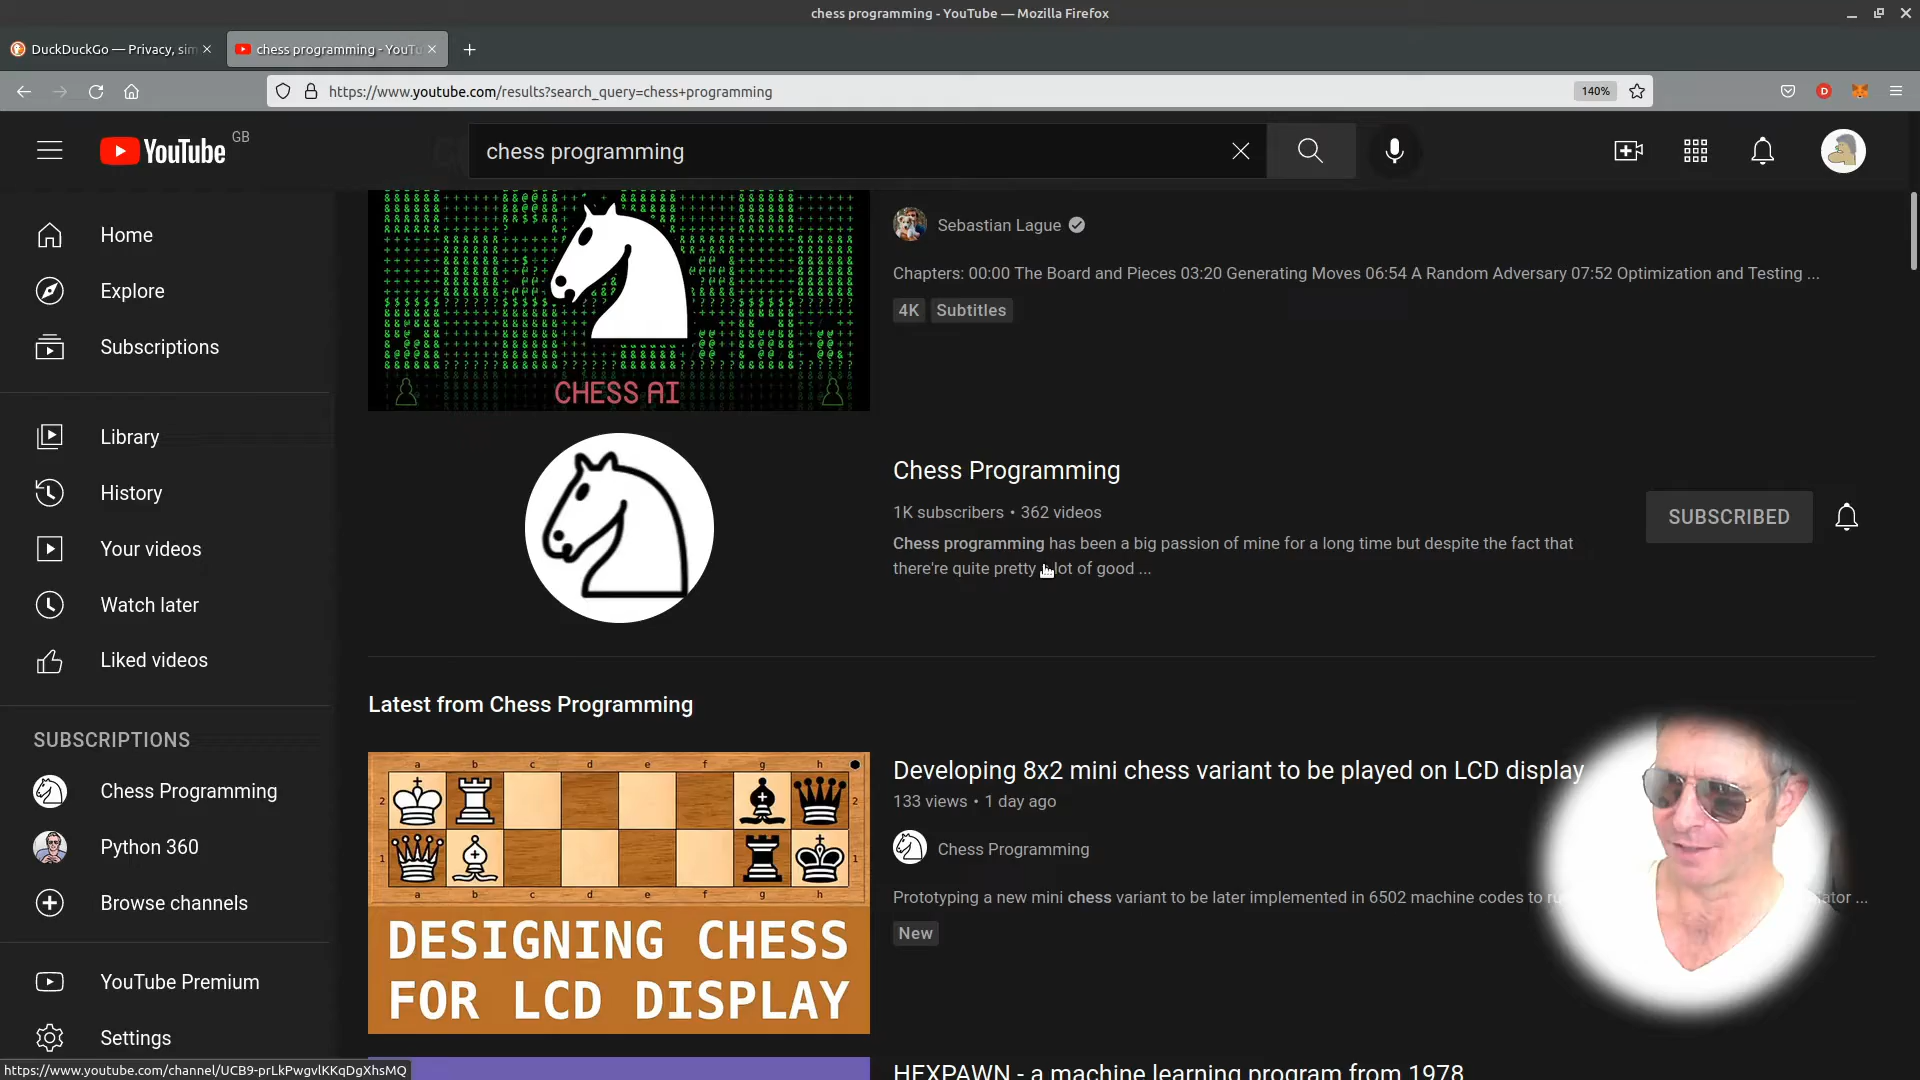 chess programming - YouTube — Mozilla Firefox
DuckDuckGo — Privacy, sim
chess programming - YouTu
https://www.youtube.com/results?search_query=chess+programming
140%
D
YouTube
GB
chess programming
Home
Explore
Subscriptions
Library
History
Your videos
Watch later
Liked videos
SUBSCRIPTIONS
Chess Programming
Python 360
Browse channels
YouTube Premium
Settings
CHESS AI
Sebastian Lague
Chapters: 00:00 The Board and Pieces 03:20 Generating Moves 06:54 A Random Adversary 07:52 Optimization and Testing ...
4K
Subtitles
Chess Programming
1K subscribers • 362 videos
Chess programming has been a big passion of mine for a long time but despite the fact that
there're quite pretty lot of good ...
SUBSCRIBED
Latest from Chess Programming
a b c d e f g h
2 2
1 1
a b c d e f g h
DESIGNING CHESS
FOR LCD DISPLAY
Developing 8x2 mini chess variant to be played on LCD display
133 views • 1 day ago
Chess Programming
Prototyping a new mini chess variant to be later implemented in 6502 machine codes to
New
HEXPAWN - a machine learning program from 1978
https://www.youtube.com/channel/UCB9-prLkPwgvlKKqDgXhsMQ